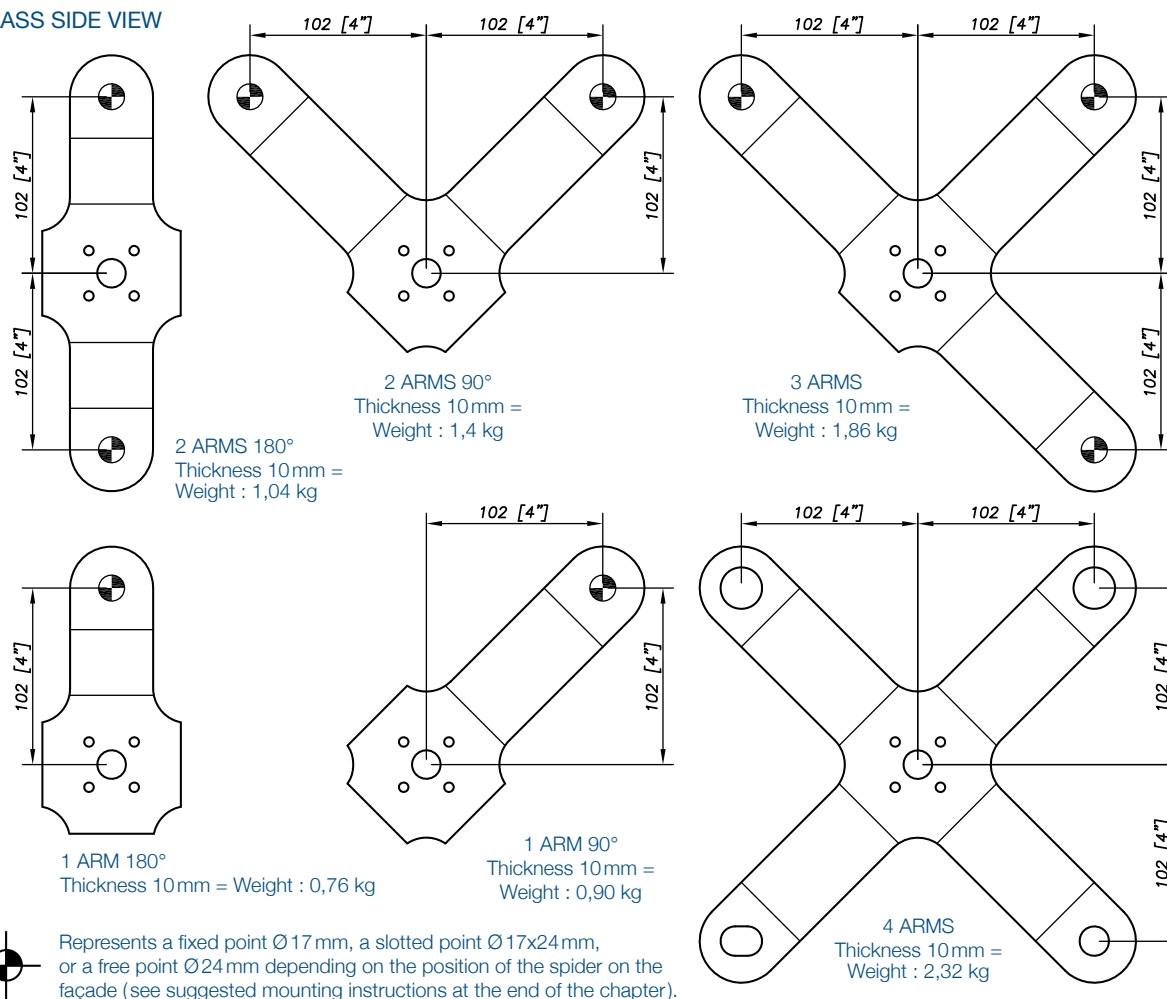 ASS SIDE VIEW
102 [4"]
102 [4"]
102 [4"]
102 [4"]
102 [4"]
102 [4"]
102 [4"]
102 [4"]
102 [4"]
102 [4"]
2 ARMS 180°
Thickness 10 mm =
Weight : 1,04 kg
2 ARMS 90°
Thickness 10 mm =
Weight : 1,4 kg
3 ARMS
Thickness 10 mm =
Weight : 1,86 kg
102 [4"]
102 [4"]
102 [4"]
102 [4"]
102 [4"]
102 [4"]
1 ARM 180°
Thickness 10 mm = Weight : 0,76 kg
1 ARM 90°
Thickness 10 mm =
Weight : 0,90 kg
4 ARMS
Thickness 10 mm =
Weight : 2,32 kg
Represents a fixed point Ø 17 mm, a slotted point Ø 17x24 mm,
or a free point Ø 24 mm depending on the position of the spider on the
façade (see suggested mounting instructions at the end of the chapter).